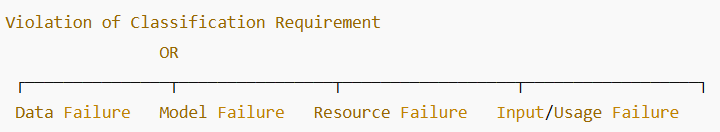 Violation of Classification Requirement
OR
Data Failure Model Failure Resource Failure Input/Usage Failure